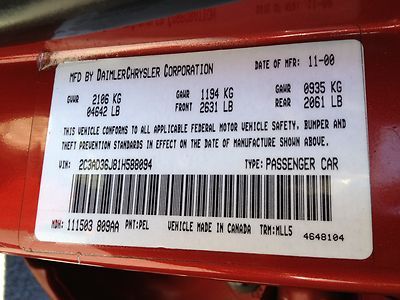 MFD BY DAIMLERCHRYSLER CORPORATION DATE OF MFR: 11-00
GVWR 2106 KG GAWR 1194 KG GAWR 0935 KG
04642 LB FRONT 2631 LB REAR 2061 LB
THIS VEHICLE CONFORMS TO ALL APPLICABLE FEDERAL MOTOR VEHICLE SAFETY, BUMPER AND
THEFT PREVENTION STANDARDS IN EFFECT ON THE DATE OF MANUFACTURE SHOWN ABOVE.
VIN: 2C3AD36J81H588094 TYPE: PASSENGER CAR
MDH: 111503 809AA PNT: PEL VEHICLE MADE IN CANADA TRM: MLL5
4648104